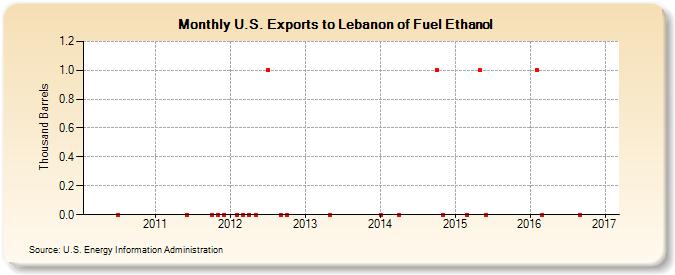 Monthly U.S. Exports to Lebanon of Fuel Ethanol
Thousand Barrels
1.2
1.0
0.8
0.6
0.4
0.2
0.0
2011 2012 2013 2014 2015 2016 2017
Source: U.S. Energy Information Administration